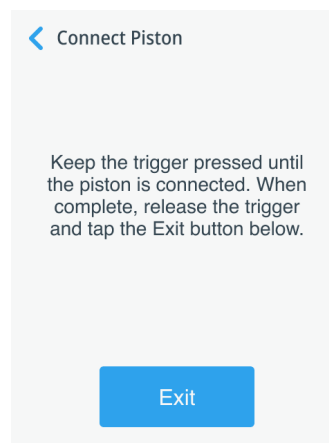 Connect Piston
Keep the trigger pressed until
the piston is connected. When
complete, release the trigger
and tap the Exit button below.
Exit